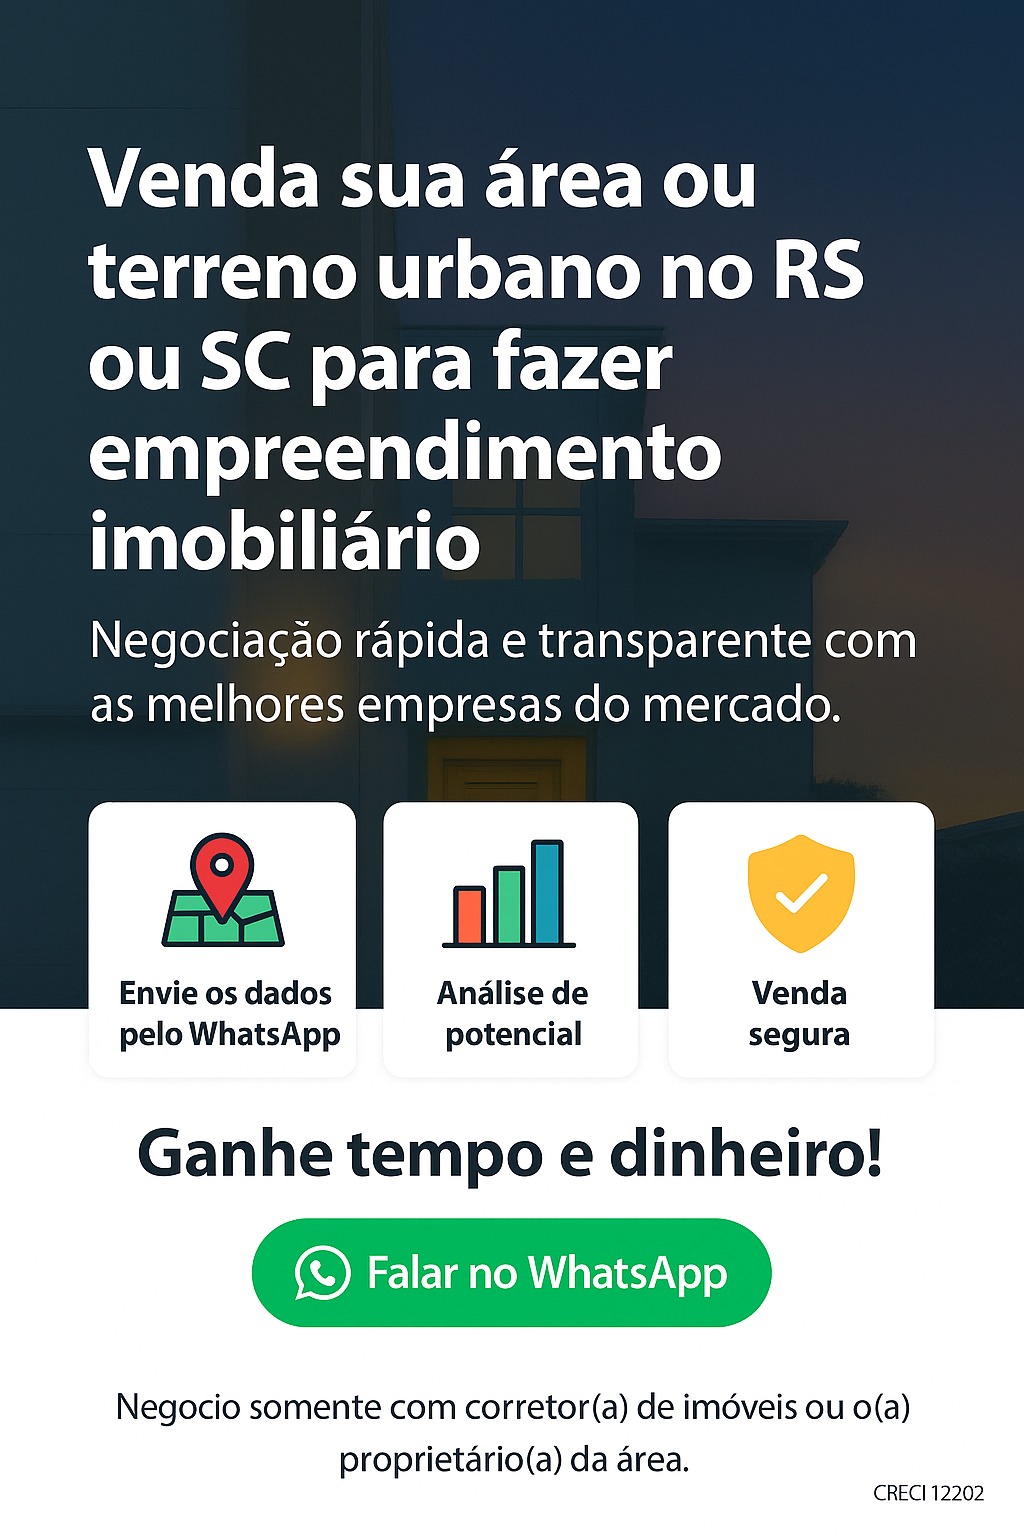 Venda sua área ou
terreno urbano no RS
ou SC para fazer
empreendimento
imobiliário
Negociação rápida e transparente com
as melhores empresas do mercado.
Envie os dados
pelo WhatsApp
Análise de
potencial
Venda
segura
Ganhe tempo e dinheiro!
Falar no WhatsApp
Negocio somente com corretor(a) de imóveis ou o(a)
proprietário(a) da área.
CRECI 12202